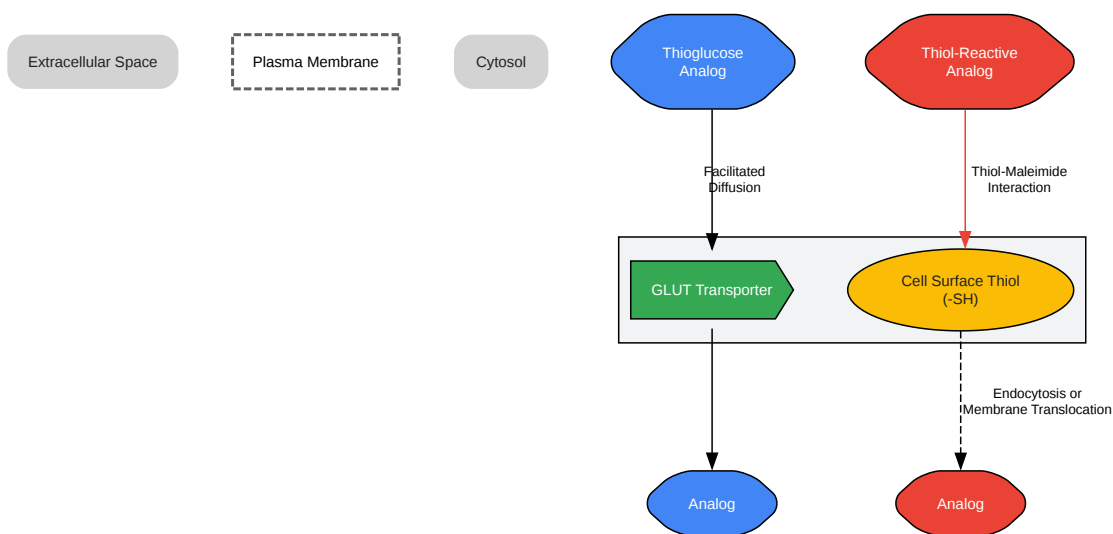 Extracellular Space
Plasma Membrane
Cytosol
Thioglucose
Analog
Thiol-Reactive
Analog
Facilitated
Diffusion
Thiol-Maleimide
Interaction
GLUT Transporter
Cell Surface Thiol
(-SH)
Endocytosis or
Membrane Translocation
Analog
Analog